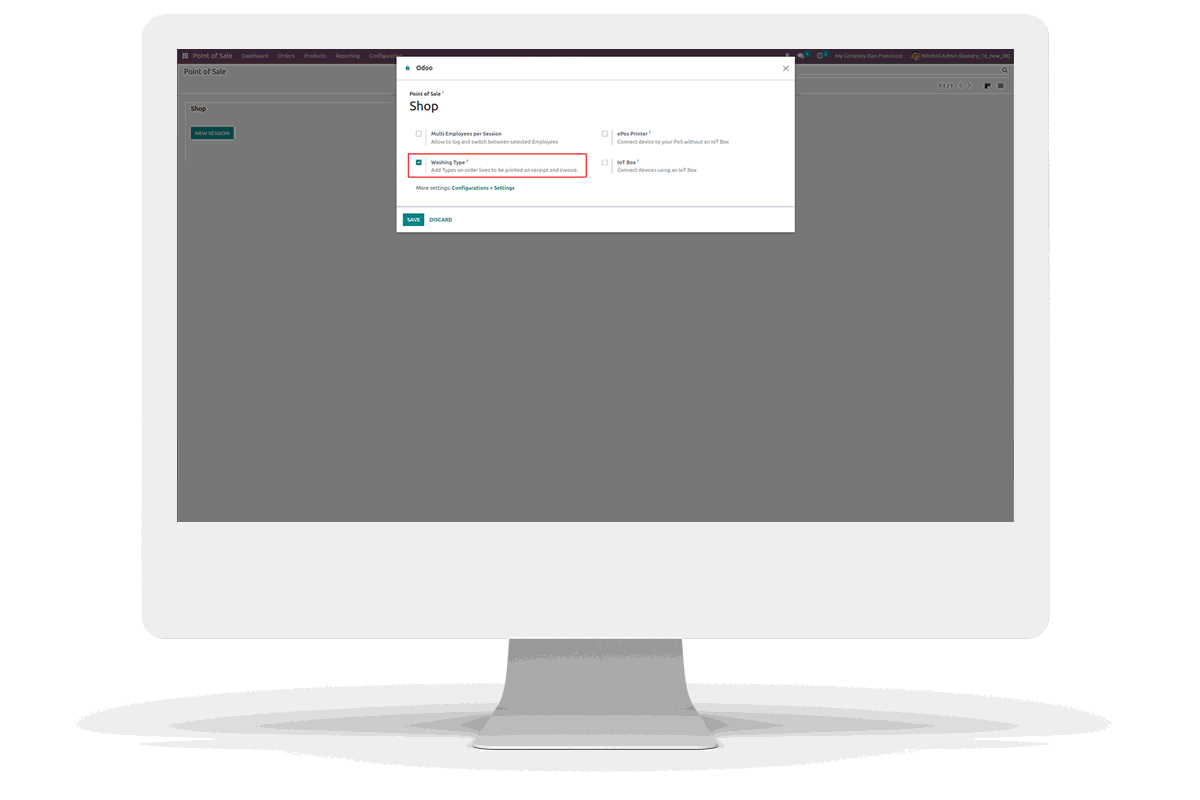 Point of Sale Dashboard Orders Products Reporting Configuration
My Company (San Francisco) Mitchell Admin
Point of Sale
1-1 / 1
Shop
NEW SESSION
Odoo
Point of Sale ?
Shop
Multi Employees per Session
Allow to log and switch between selected Employees
ePos Printer ?
Connect device to your PoS without an IoT Box
Washing Type ?
Add Types on order lines to be printed on receipt and invoice.
IoT Box ?
Connect devices using an IoT Box
More settings: Configurations > Settings
SAVE DISCARD